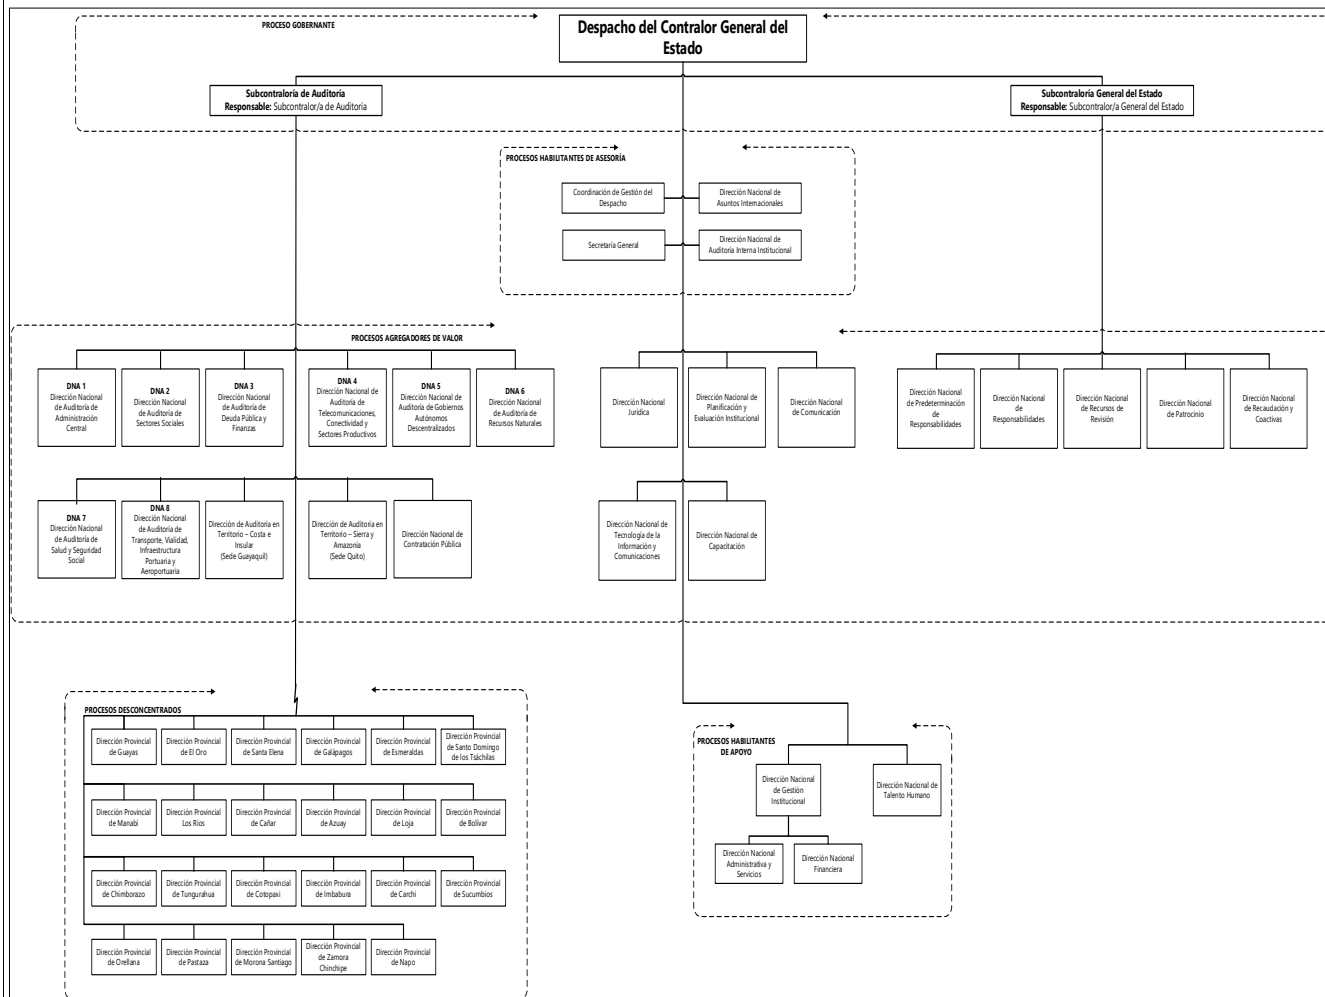 PROCESO GOBERNANTE
Despacho del Contralor General del
Estado
Subcontraloría de Auditoría
Responsable: Subcontralor/a de Auditoria
Subcontraloría General del Estado
Responsable: Subcontralor/a General del Estado
PROCESOS HABILITANTES DE ASESORÍA
Coordinación de Gestión del
Despacho
Dirección Nacional de
Asuntos Internacionales
Secretaría General
Dirección Nacional de
Auditoría Interna Institucional
PROCESOS AGREGADORES DE VALOR
DNA 1
Dirección Nacional
de Auditoría de
Administración
Central
DNA 2
Dirección Nacional
de Auditoría de
Sectores Sociales
DNA 3
Dirección Nacional
de Auditoría de
Deuda Pública y
Finanzas
DNA 4
Dirección Nacional de
Auditoría de
Telecomunicaciones,
Conectividad y
Sectores Productivos
DNA 5
Dirección Nacional de
Auditoría de Gobiernos
Autónomos
Descentralizados
DNA 6
Dirección Nacional
de Auditoría de
Recursos Naturales
Dirección Nacional
Jurídica
Dirección Nacional de
Planificación y
Evaluación Institucional
Dirección Nacional
de Comunicación
Dirección Nacional
de Predeterminación
de
Responsabilidades
Dirección Nacional
de
Responsabilidades
Dirección Nacional
de Recursos de
Revisión
Dirección Nacional
de Patrocinio
Dirección Nacional
de Recaudación y
Coactivas
DNA 7
Dirección Nacional
de Auditoría de
Salud y Seguridad
Social
DNA 8
Dirección Nacional
de Auditoría de
Transporte, Vialidad,
Infraestructura
Portuaria y
Aeroportuaria
Dirección de Auditoría en
Territorio – Costa e
Insular
(Sede Guayaquil)
Dirección de Auditoría en
Territorio – Sierra y
Amazonía
(Sede Quito)
Dirección Nacional de
Contratación Pública
Dirección Nacional de
Tecnología de la
Información y
Comunicaciones
Dirección Nacional de
Capacitación
PROCESOS DESCONCENTRADOS
Dirección Provincial
de Guayas
Dirección Provincial
de El Oro
Dirección Provincial
de Santa Elena
Dirección Provincial
de Galápagos
Dirección Provincial
de Esmeraldas
Dirección Provincial
de Santo Domingo
de los Tsáchilas
Dirección Provincial
de Manabí
Dirección Provincial
Los Ríos
Dirección Provincial
de Cañar
Dirección Provincial
de Azuay
Dirección Provincial
de Loja
Dirección Provincial
de Bolívar
Dirección Provincial
de Chimborazo
Dirección Provincial
de Tungurahua
Dirección Provincial
de Cotopaxi
Dirección Provincial
de Imbabura
Dirección Provincial
de Carchi
Dirección Provincial
de Sucumbíos
Dirección Provincial
de Orellana
Dirección Provincial
de Pastaza
Dirección Provincial
de Morona Santiago
Dirección Provincial
de Zamora
Chinchipe
Dirección Provincial
de Napo
PROCESOS HABILITANTES
DE APOYO
Dirección Nacional
de Gestión
Institucional
Dirección Nacional de
Talento Humano
Dirección Nacional
Administrativa y
Servicios
Dirección Nacional
Financiera